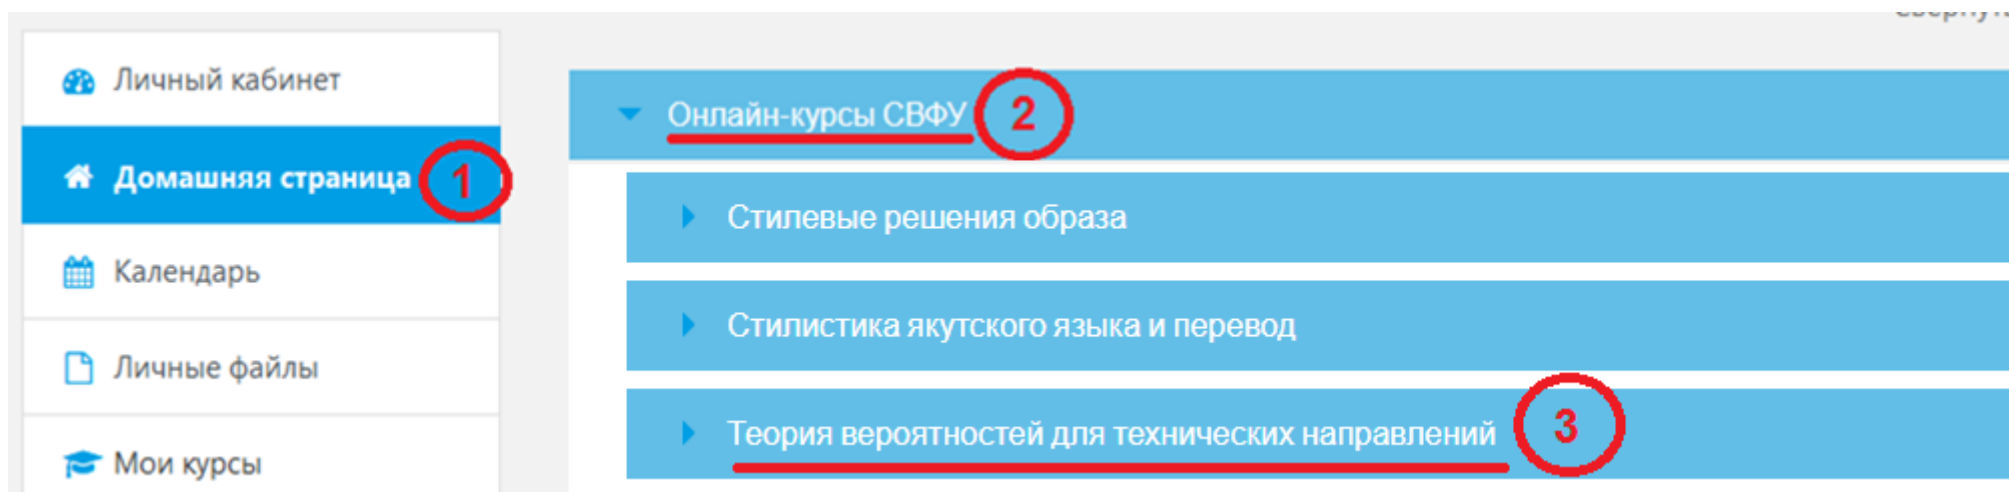 Личный кабинет
Домашняя страница 1
Календарь
Личные файлы
Мои курсы
Онлайн-курсы СВФУ 2
Стилевые решения образа
Стилистика якутского языка и перевод
Теория вероятностей для технических направлений 3